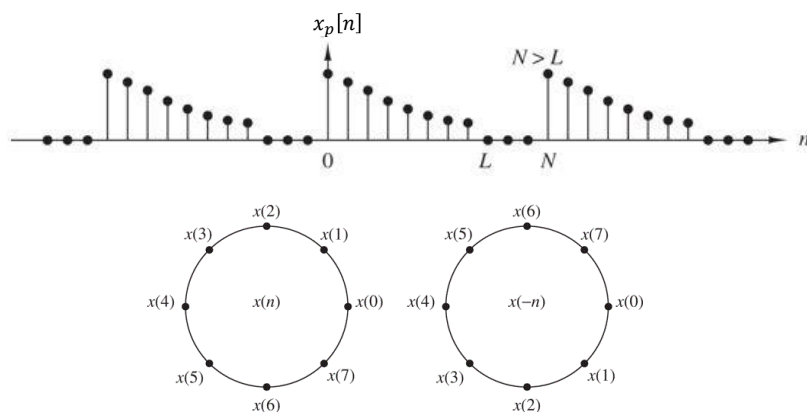 x_p[n]
N > L
0 L N n
x(2) x(6)
x(3) x(1) x(5) x(7)
x(4) x(n) x(0) x(4) x(−n) x(0)
x(5) x(7) x(3) x(1)
x(6) x(2)